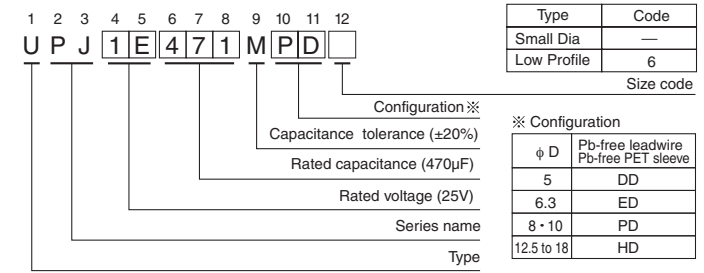 1 2 3 4 5 6 7 8 9 10 11 12
U P J 1 E 4 7 1 M P D
Type Code
Small Dia —
Low Profile 6
Size code
Configuration※
Capacitance tolerance (±20%)
Rated capacitance (470µF)
Rated voltage (25V)
Series name
Type
※ Configuration
ϕ D Pb-free leadwire
Pb-free PET sleeve
5 DD
6.3 ED
8・10 PD
12.5 to 18 HD